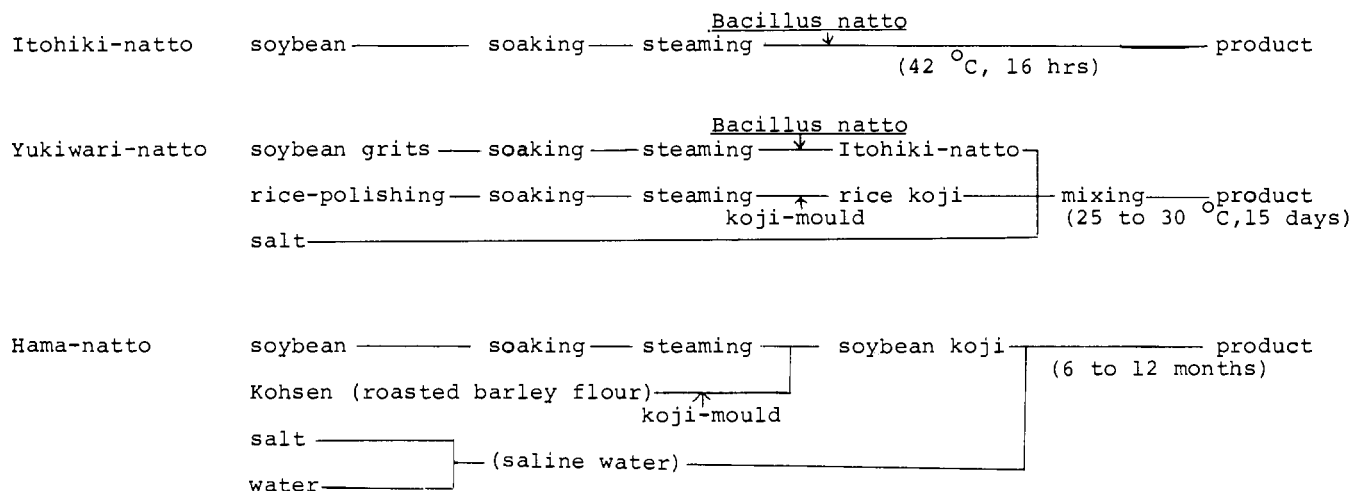 Bacillus natto
Itohiki-natto soybean soaking steaming product
(42 °C, 16 hrs)
Bacillus natto
Yukiwari-natto soybean grits soaking steaming Itohiki-natto
rice-polishing soaking steaming rice koji mixing product
koji-mould (25 to 30 °C,15 days)
salt
Hama-natto soybean soaking steaming soybean koji product
(6 to 12 months)
Kohsen (roasted barley flour)
koji-mould
salt
(saline water)
water